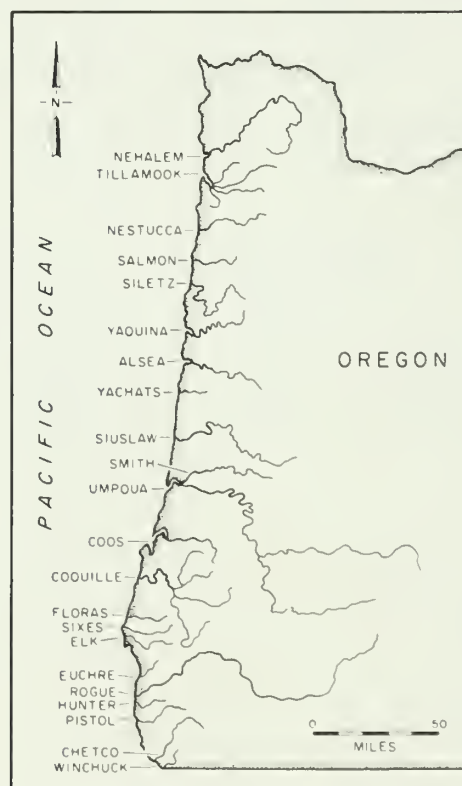 -N-
NEHALEM
TILLAMOOK
NESTUCCA
SALMON
SILETZ
YAQUINA
ALSEA
YACHATS
SIUSLAW
SMITH
UMPQUA
COOS
COQUILLE
FLORAS
SIXES
ELK
EUCHRE
ROGUE
HUNTER
PISTOL
CHETCO
WINCHUCK
PACIFIC OCEAN
OREGON
0 50
MILES